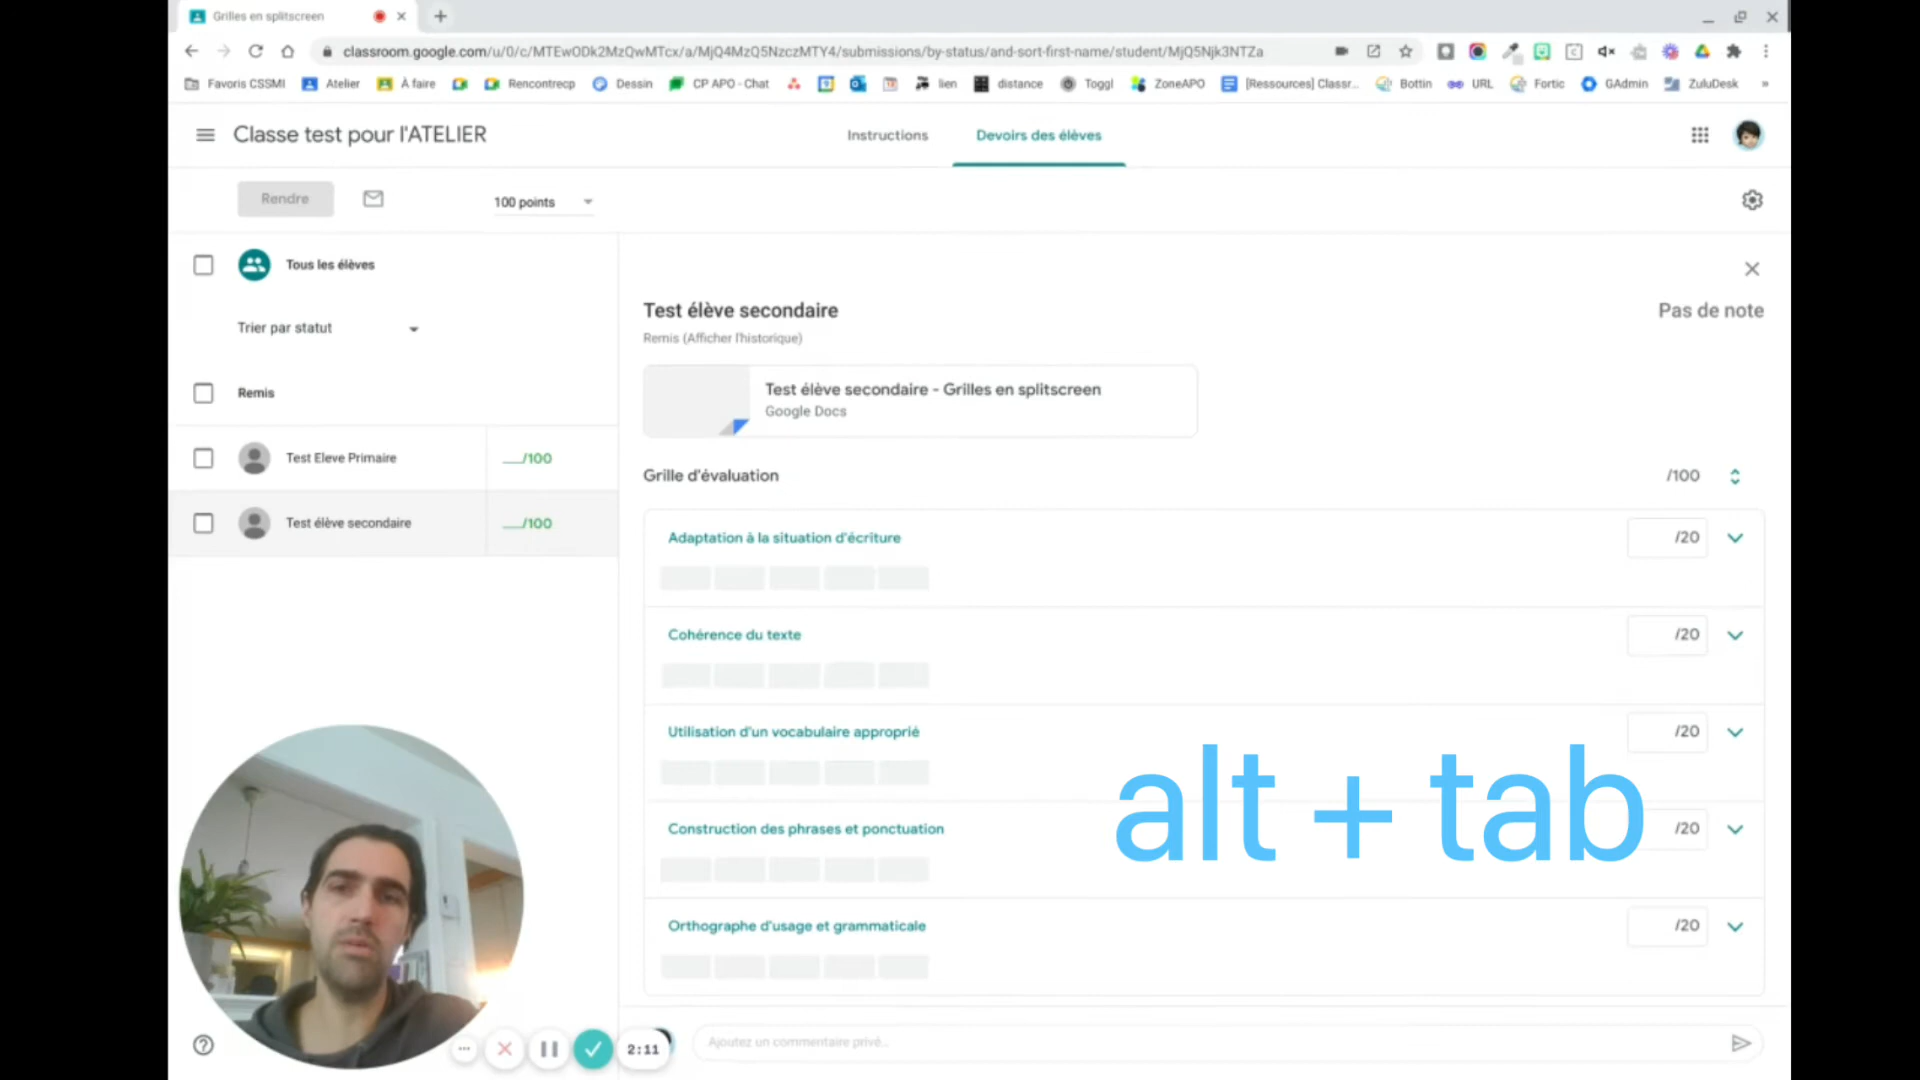 Grilles en splitscreen
classroom.google.com/u/0/c/MTEwODk2MzQwMTcx/a/MjQ4MzQ5NzczMTY4/submissions/by-status/and-sort-first-name/student/MjQ5Njk3NTZa
Favoris CSSMI Atelier À faire Rencontrecp Dessin CP APO - Chat lien distance Toggl ZoneAPO [Ressources] Classr... Bottin URL Fortic GAdmin ZuluDesk »
Classe test pour l'ATELIER
Instructions
Devoirs des élèves
Rendre
100 points
Tous les élèves
Trier par statut
Remis
Test Eleve Primaire
__/100
Test élève secondaire
__/100
Test élève secondaire
Pas de note
Remis (Afficher l'historique)
Test élève secondaire - Grilles en splitscreen
Google Docs
Grille d'évaluation
/100
Adaptation à la situation d'écriture
/20
Cohérence du texte
/20
Utilisation d'un vocabulaire approprié
/20
alt + tab
Construction des phrases et ponctuation
/20
Orthographe d'usage et grammaticale
/20
2:11
Ajoutez un commentaire privé...